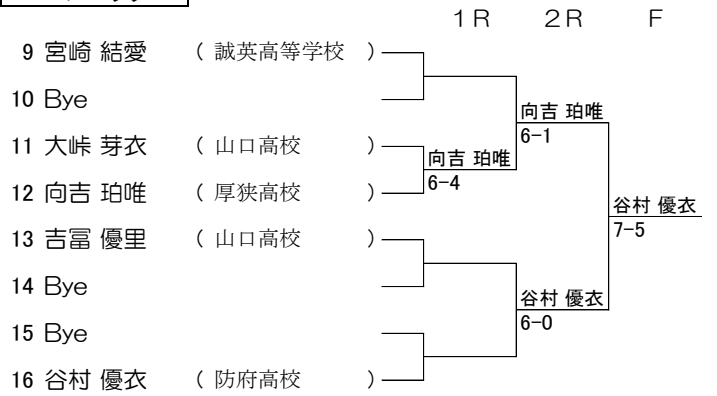 1R 2R F
9 宮崎 結愛 ( 誠英高等学校 )
10 Bye
向吉 珀唯
11 大峠 芽衣 ( 山口高校 )
6-1
向吉 珀唯
6-4
12 向吉 珀唯 ( 厚狭高校 )
谷村 優衣
7-5
13 吉冨 優里 ( 山口高校 )
14 Bye
谷村 優衣
6-0
15 Bye
16 谷村 優衣 ( 防府高校 )